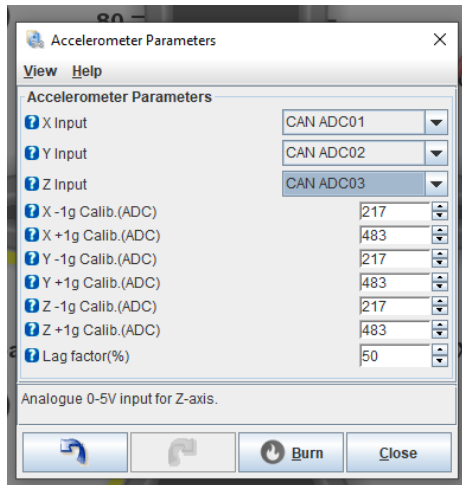 80
Accelerometer Parameters
View Help
Accelerometer Parameters
X Input CAN ADC01
Y Input CAN ADC02
Z Input CAN ADC03
X -1g Calib.(ADC) 217
X +1g Calib.(ADC) 483
Y -1g Calib.(ADC) 217
Y +1g Calib.(ADC) 483
Z -1g Calib.(ADC) 217
Z +1g Calib.(ADC) 483
Lag factor(%) 50
Analogue 0-5V input for Z-axis.
Burn Close